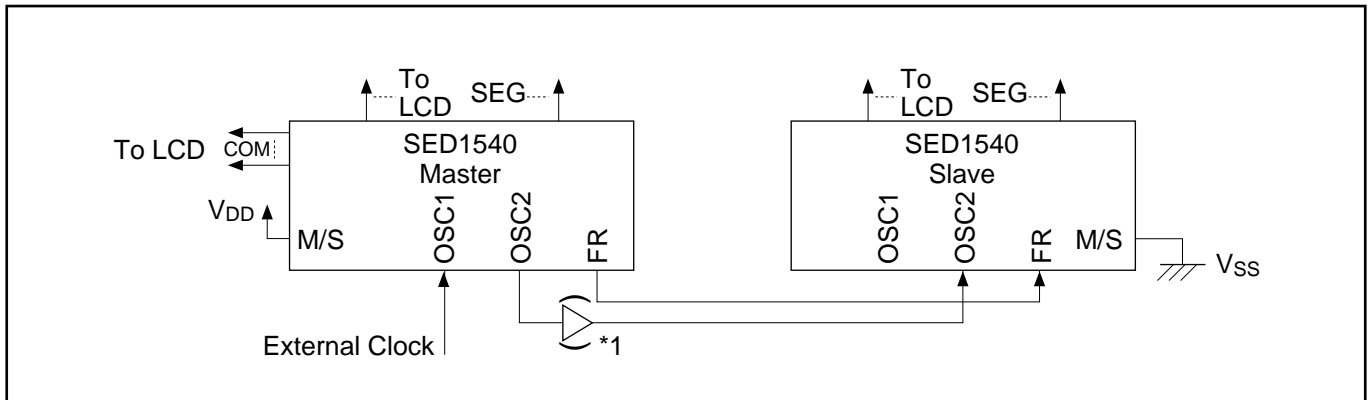 To
LCD
SEG
To
LCD
SEG
To LCD
COM
SED1540
Master
SED1540
Slave
VDD
M/S
OSC1
OSC2
FR
OSC1
OSC2
FR
M/S
VSS
External Clock
*1